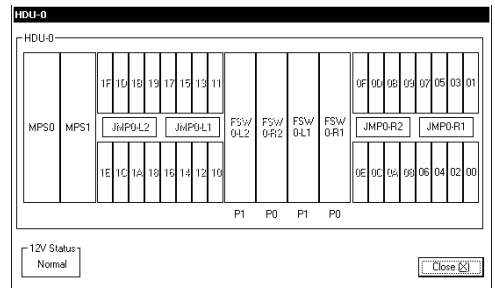 HDU-0
HDU-0
1F 1D 1B 19 17 15 13 11 0F 0D 0B 09 07 05 03 01
MPS0 MPS1 JMP0-L2 JMP0-L1 FSW 0-L2 FSW 0-R2 FSW 0-L1 FSW 0-R1 JMP0-R2 JMP0-R1
1E 1C 1A 18 16 14 12 10 0E 0C 0A 08 06 04 02 00
P1 P0 P1 P0
12V Status
Normal
Close